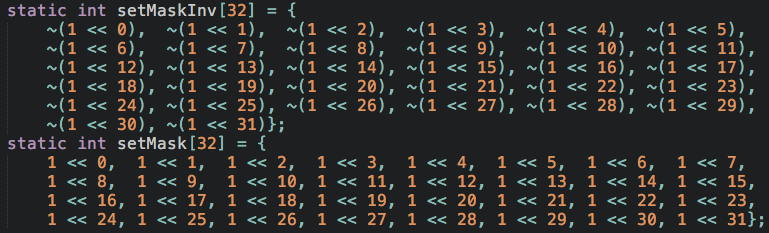 static int setMaskInv[32] = {
~(1 << 0), ~(1 << 1), ~(1 << 2), ~(1 << 3), ~(1 << 4), ~(1 << 5),
~(1 << 6), ~(1 << 7), ~(1 << 8), ~(1 << 9), ~(1 << 10), ~(1 << 11),
~(1 << 12), ~(1 << 13), ~(1 << 14), ~(1 << 15), ~(1 << 16), ~(1 << 17),
~(1 << 18), ~(1 << 19), ~(1 << 20), ~(1 << 21), ~(1 << 22), ~(1 << 23),
~(1 << 24), ~(1 << 25), ~(1 << 26), ~(1 << 27), ~(1 << 28), ~(1 << 29),
~(1 << 30), ~(1 << 31)};
static int setMask[32] = {
1 << 0, 1 << 1, 1 << 2, 1 << 3, 1 << 4, 1 << 5, 1 << 6, 1 << 7,
1 << 8, 1 << 9, 1 << 10, 1 << 11, 1 << 12, 1 << 13, 1 << 14, 1 << 15,
1 << 16, 1 << 17, 1 << 18, 1 << 19, 1 << 20, 1 << 21, 1 << 22, 1 << 23,
1 << 24, 1 << 25, 1 << 26, 1 << 27, 1 << 28, 1 << 29, 1 << 30, 1 << 31};